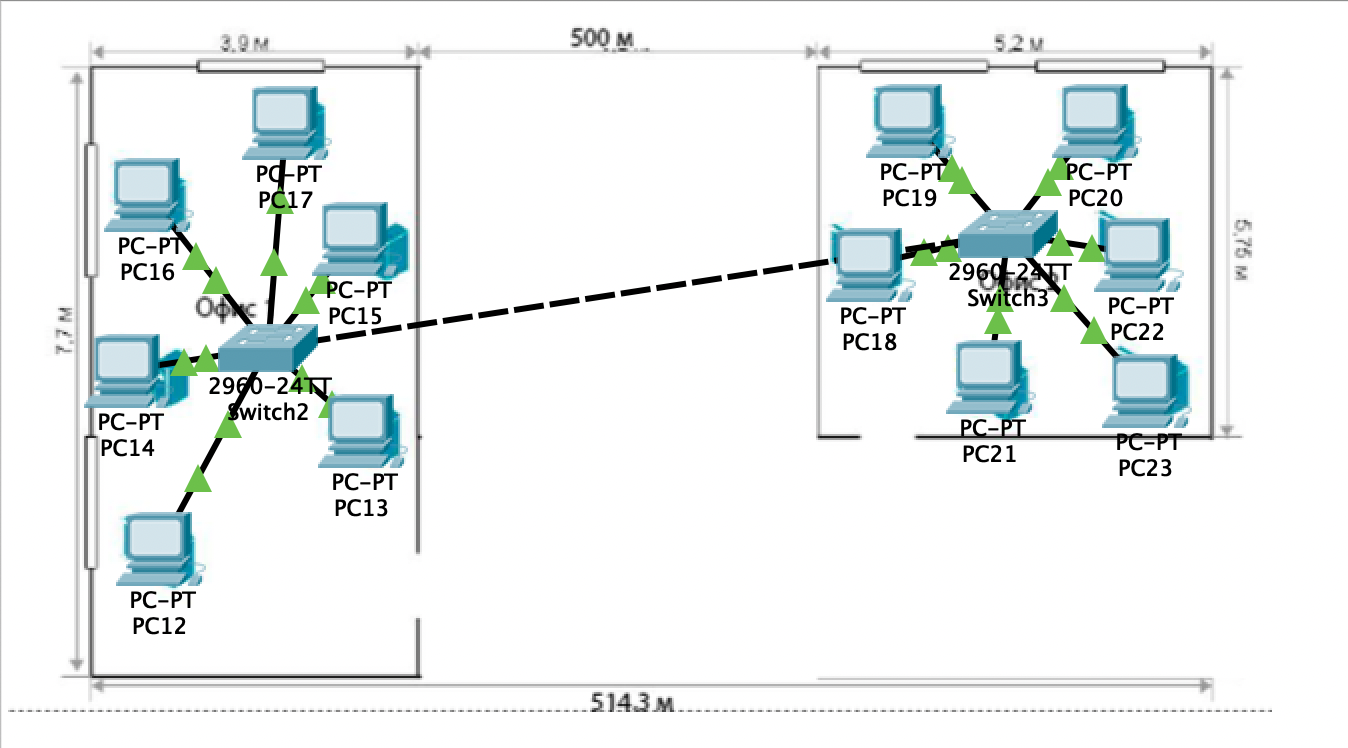 3,9 м
500 м
5,2 м
PC-PT
PC17
PC-PT
PC16
PC-PT
PC15
Офис
7,7 м
2960-24TT
Switch2
PC-PT
PC14
PC-PT
PC13
PC-PT
PC12
PC-PT
PC19
PC-PT
PC20
5,75 м
2960-24TT
Switch3
PC-PT
PC18
PC-PT
PC22
PC-PT
PC21
PC-PT
PC23
514.3 м